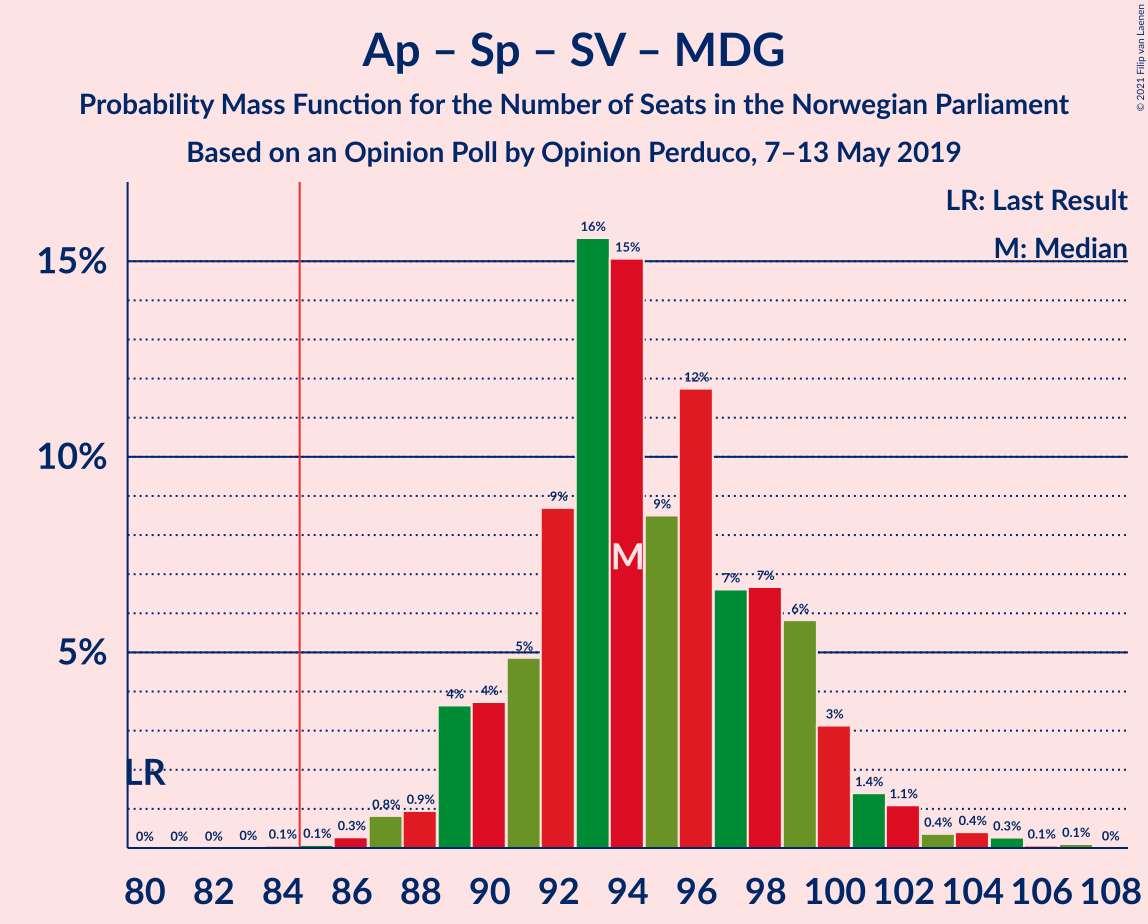 Ap – Sp – SV – MDG
Probability Mass Function for the Number of Seats in the Norwegian Parliament
Based on an Opinion Poll by Opinion Perduco, 7–13 May 2019
© 2021 Filip van Laenen
LR: Last Result
M: Median
15%
10%
5%
LR
M
0% 0% 0% 0% 0.1% 0.1% 0.3% 0.8% 0.9% 4% 4% 5% 9% 16% 15% 9% 12% 7% 7% 6% 3% 1.4% 1.1% 0.4% 0.4% 0.3% 0.1% 0.1% 0%
80 82 84 86 88 90 92 94 96 98 100 102 104 106 108